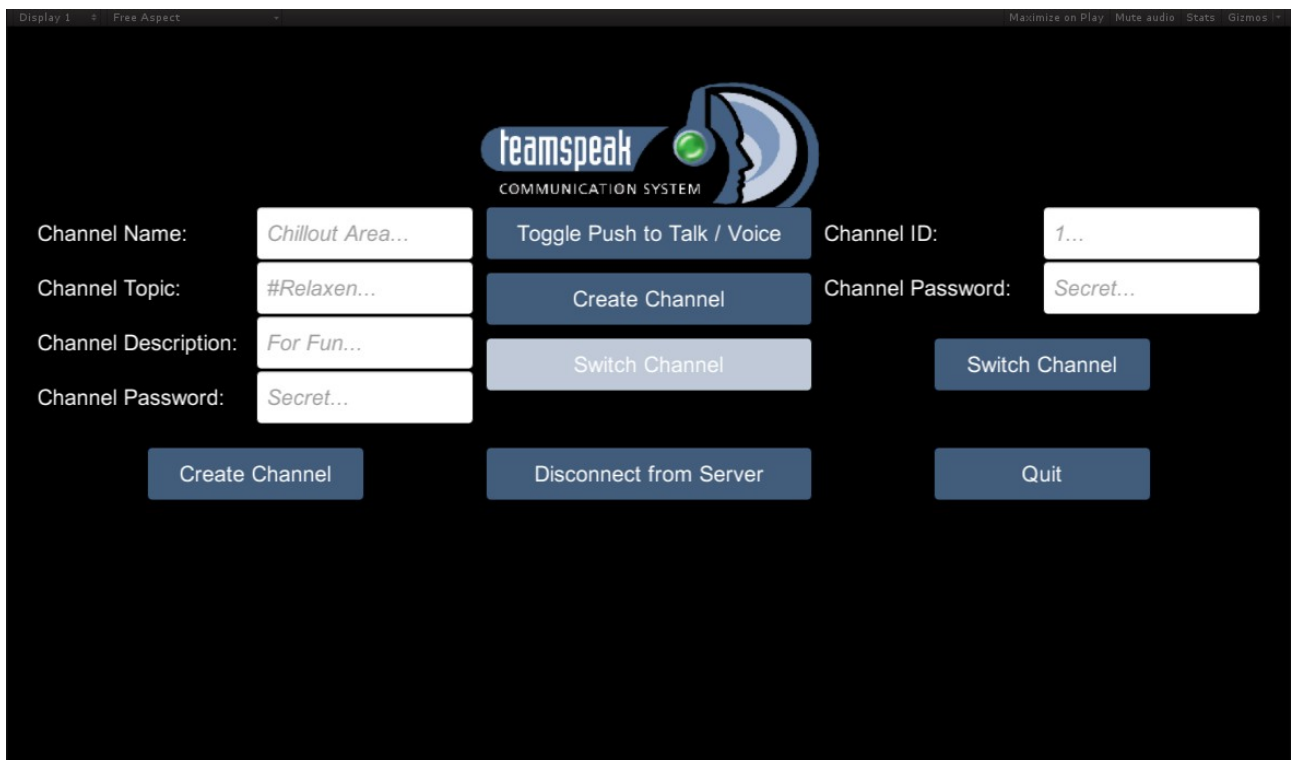 Display 1 Free Aspect Maximize on Play Mute audio Stats Gizmos
teamspeak
COMMUNICATION SYSTEM
Channel Name: Chillout Area... Toggle Push to Talk / Voice Channel ID: 1...
Channel Topic: #Relaxen... Create Channel Channel Password: Secret...
Channel Description: For Fun... Switch Channel Switch Channel
Channel Password: Secret...
Create Channel Disconnect from Server Quit